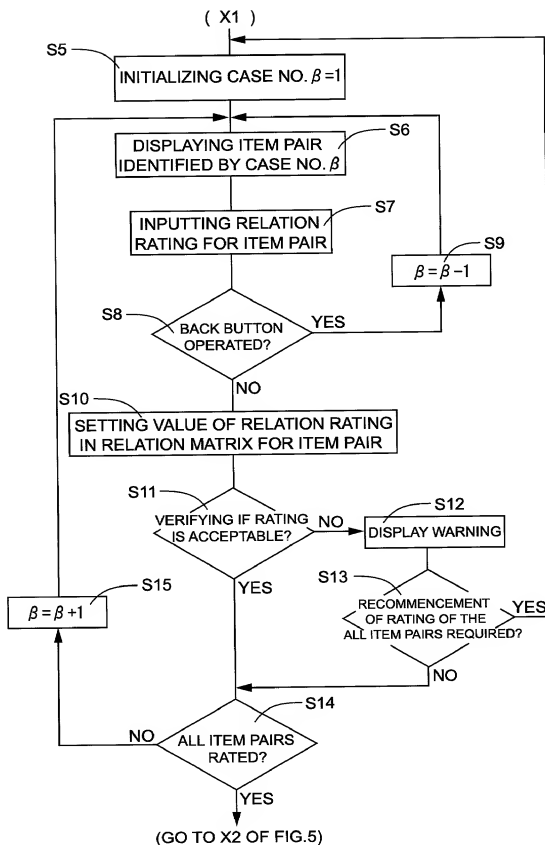 ( X1 )
S5
INITIALIZING CASE NO. β=1
S6
DISPLAYING ITEM PAIR
IDENTIFIED BY CASE NO. β
S7
INPUTTING RELATION
RATING FOR ITEM PAIR
S9
β=β-1
S8
BACK BUTTON
OPERATED?
YES
NO
S10
SETTING VALUE OF RELATION RATING
IN RELATION MATRIX FOR ITEM PAIR
S11
VERIFYING IF RATING
IS ACCEPTABLE?
NO
YES
S12
DISPLAY WARNING
S13
RECOMMENCEMENT
OF RATING OF THE
ALL ITEM PAIRS REQUIRED?
YES
NO
S15
β=β+1
S14
ALL ITEM PAIRS
RATED?
NO
YES
(GO TO X2 OF FIG.5)